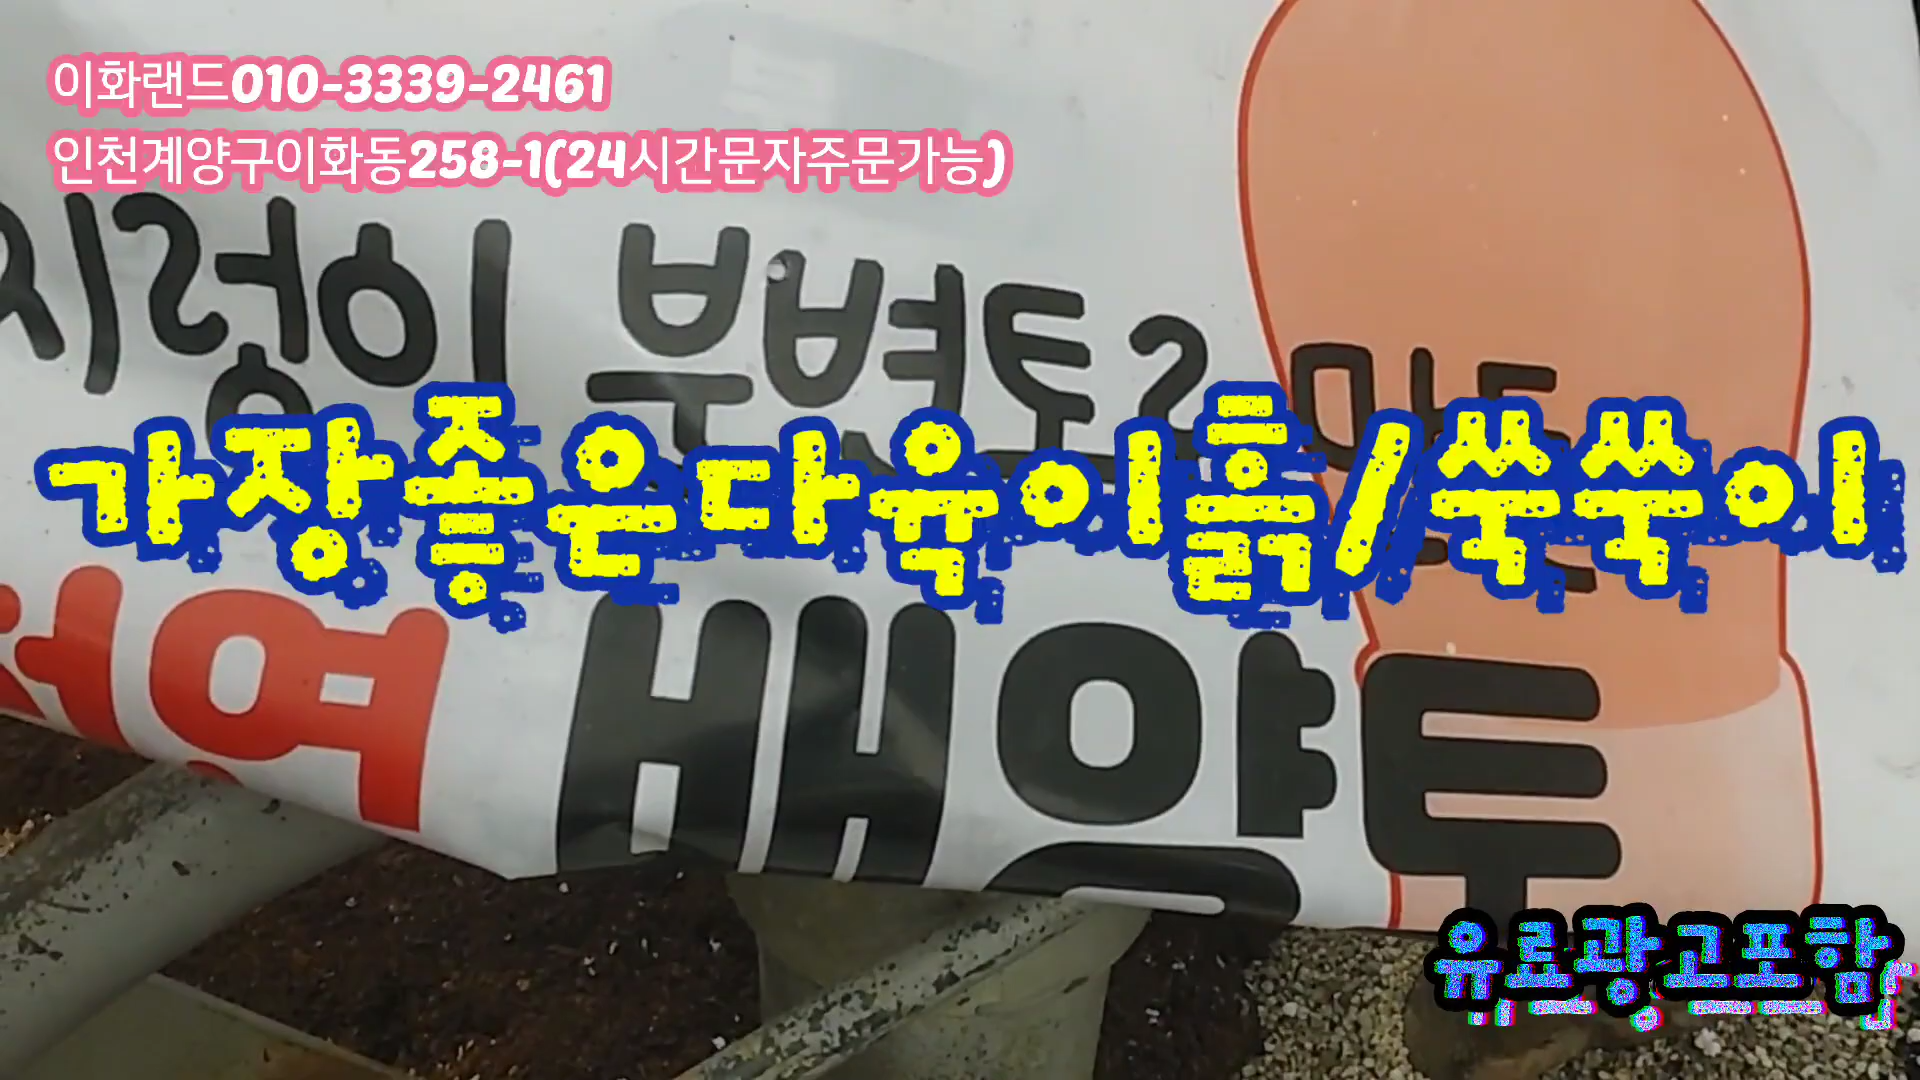 이화랜드010-3339-2461
인천계양구이화동258-1(24시간문자주문가능)
지렁이 분변토로 만든
가장좋은다육이흙/쑥쑥이
배양토
유료광고포함